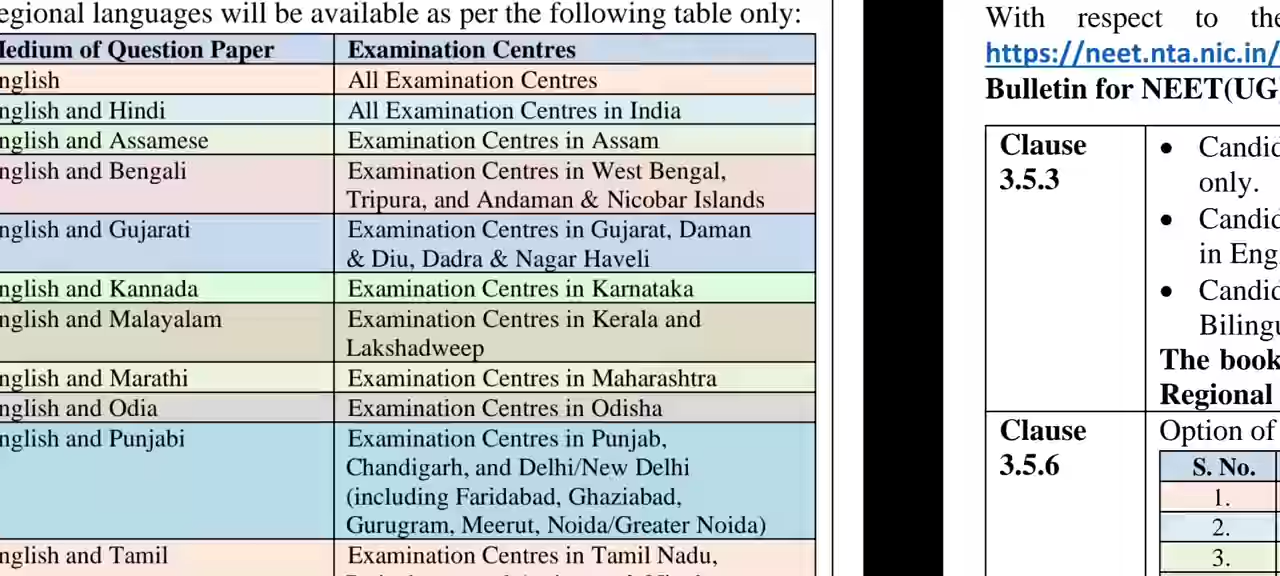 egional languages will be available as per the following table only:
edium of Question Paper Examination Centres
nglish All Examination Centres
nglish and Hindi All Examination Centres in India
nglish and Assamese Examination Centres in Assam
nglish and Bengali Examination Centres in West Bengal,
Tripura, and Andaman & Nicobar Islands
nglish and Gujarati Examination Centres in Gujarat, Daman
& Diu, Dadra & Nagar Haveli
nglish and Kannada Examination Centres in Karnataka
nglish and Malayalam Examination Centres in Kerala and
Lakshadweep
nglish and Marathi Examination Centres in Maharashtra
nglish and Odia Examination Centres in Odisha
nglish and Punjabi Examination Centres in Punjab,
Chandigarh, and Delhi/New Delhi
(including Faridabad, Ghaziabad,
Gurugram, Meerut, Noida/Greater Noida)
nglish and Tamil Examination Centres in Tamil Nadu,
With respect to the
https://neet.nta.nic.in/
Bulletin for NEET(UG)
Clause
3.5.3
• Candid
only.
• Candid
in Eng
• Candid
Bilingu
The book
Regional
Clause
3.5.6
Option of
S. No.
1.
2.
3.